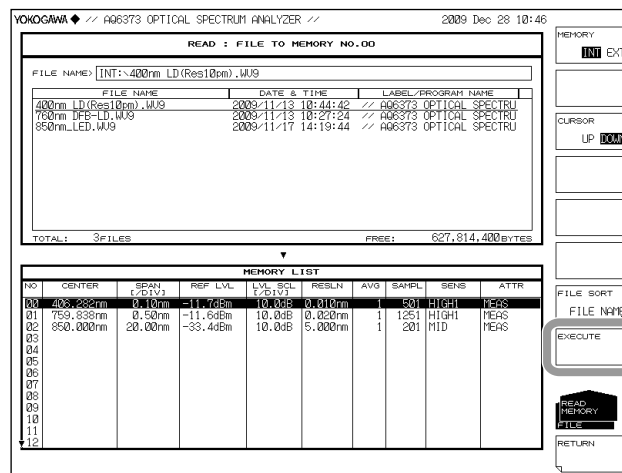 YOKOGAWA ◆ // AQ6373 OPTICAL SPECTRUM ANALYZER // 2009 Dec 28 10:46
READ : FILE TO MEMORY NO.00
FILE NAME> INT:\400nm LD(Res10pm).WU9
FILE NAME DATE & TIME LABEL/PROGRAM NAME
400nm LD(Res10pm).WU9 2009/11/13 10:44:42 // AQ6373 OPTICAL SPECTRU
760nm DFB-LD.WU9 2009/11/13 10:27:24 // AQ6373 OPTICAL SPECTRU
850nm_LED.WU9 2009/11/17 14:19:44 // AQ6373 OPTICAL SPECTRU
TOTAL: 3FILES FREE: 627,814,400BYTES
▼
MEMORY LIST
NO CENTER SPAN [/DIV] REF LVL LVL SCL [/DIV] RESLN AVG SAMPL SENS ATTR
00 406.282nm 0.10nm -11.7dBm 10.0dB 0.010nm 1 501 HIGH1 MEAS
01 759.838nm 0.50nm -11.6dBm 10.0dB 0.020nm 1 1251 HIGH1 MEAS
02 850.000nm 20.00nm -33.4dBm 10.0dB 5.000nm 1 201 MID MEAS
03
04
05
06
07
08
09
10
11
▼12
MEMORY
INT EXT
CURSOR
UP DOWN
FILE SORT
FILE NAME
EXECUTE
READ
MEMORY
FILE
RETURN